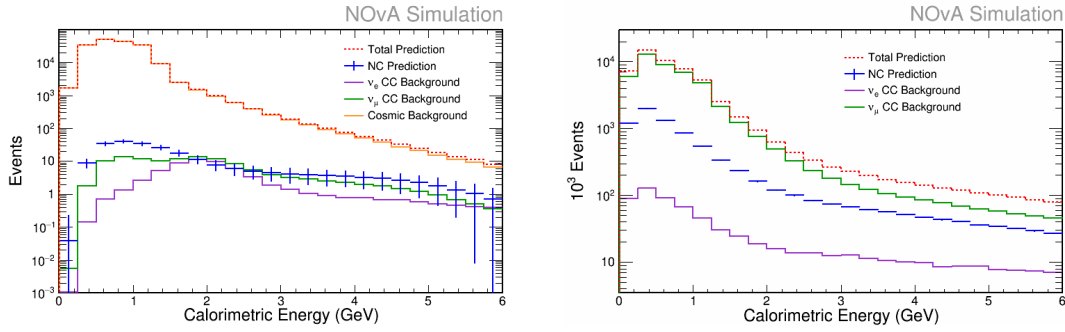 NOvA Simulation
Total Prediction
NC Prediction
νe CC Background
νμ CC Background
Cosmic Background
Events
10⁴
10³
10²
10
1
10⁻¹
10⁻²
10⁻³
0 1 2 3 4 5 6
Calorimetric Energy (GeV)
NOvA Simulation
Total Prediction
NC Prediction
νe CC Background
νμ CC Background
10³ Events
10⁴
10³
10²
10
0 1 2 3 4 5 6
Calorimetric Energy (GeV)